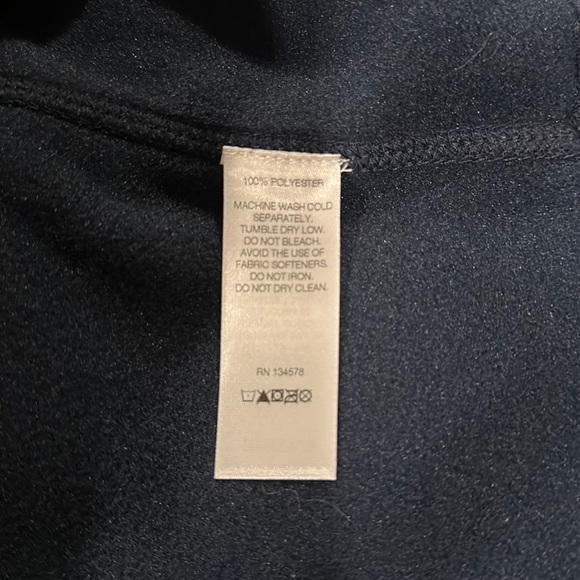 100% POLYESTER
MACHINE WASH COLD
SEPARATELY.
TUMBLE DRY LOW.
DO NOT BLEACH.
AVOID THE USE OF
FABRIC SOFTENERS.
DO NOT IRON.
DO NOT DRY CLEAN.
RN 134578